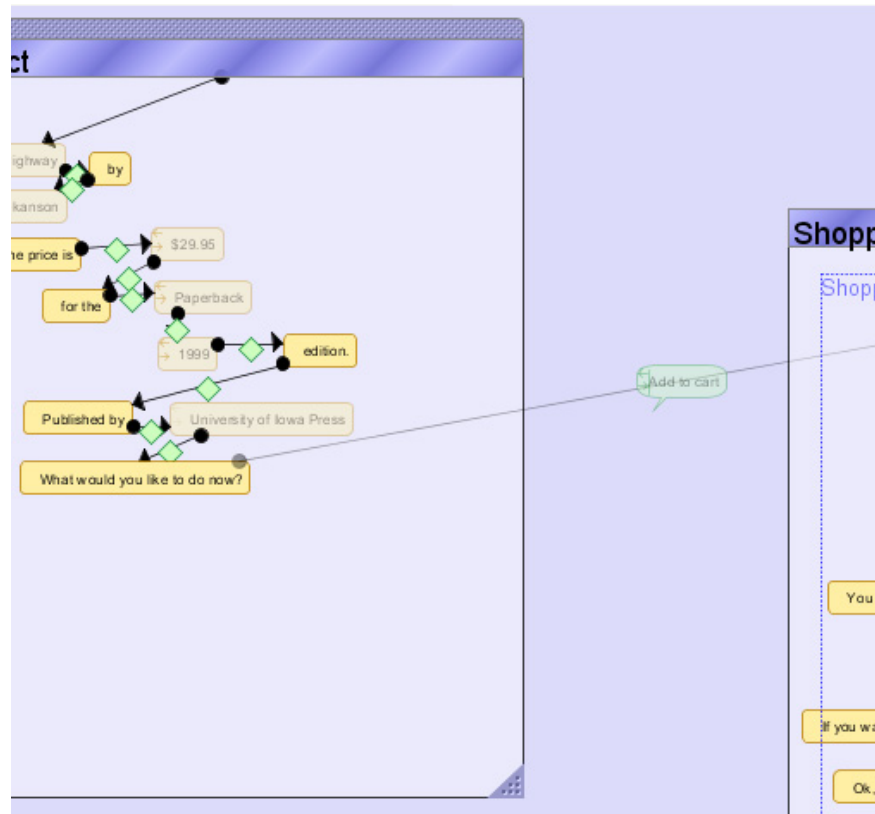 ct
ighway
by
kanson
ne price is
$29.95
for the
Paperback
1999
edition.
Published by
University of Iowa Press
What would you like to do now?
Add to cart
Shopp
Shopp
You
If you wa
Ok,